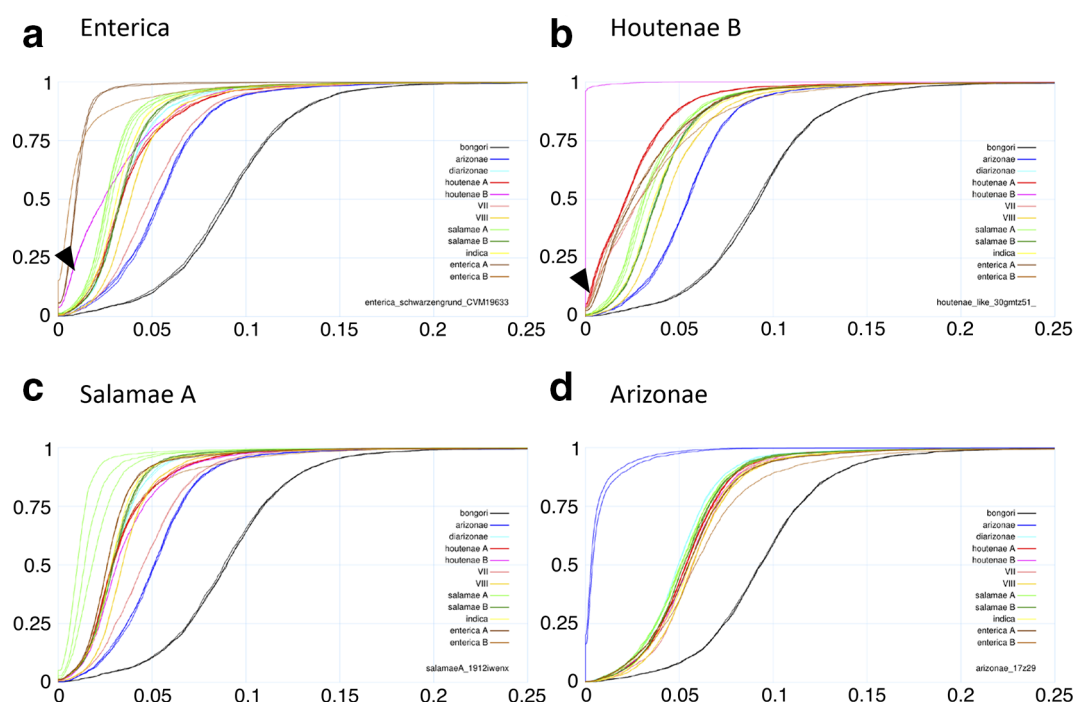 a Enterica
1
0.75
0.5
0.25
0
0 0.05 0.1 0.15 0.2 0.25
bongori
arizonae
diarizonae
houtenae A
houtenae B
VII
VIII
salamae A
salamae B
indica
enterica A
enterica B
enterica_schwarzengrund_CVM19633
b Houtenae B
1
0.75
0.5
0.25
0
0 0.05 0.1 0.15 0.2 0.25
bongori
arizonae
diarizonae
houtenae A
houtenae B
VII
VIII
salamae A
salamae B
indica
enterica A
enterica B
houtenae_like_30gmtz51_
c Salamae A
1
0.75
0.5
0.25
0
0 0.05 0.1 0.15 0.2 0.25
bongori
arizonae
diarizonae
houtenae A
houtenae B
VII
VIII
salamae A
salamae B
indica
enterica A
enterica B
salamaeA_1912iwenx
d Arizonae
1
0.75
0.5
0.25
0
0 0.05 0.1 0.15 0.2 0.25
bongori
arizonae
diarizonae
houtenae A
houtenae B
VII
VIII
salamae A
salamae B
indica
enterica A
enterica B
arizonae_17z29